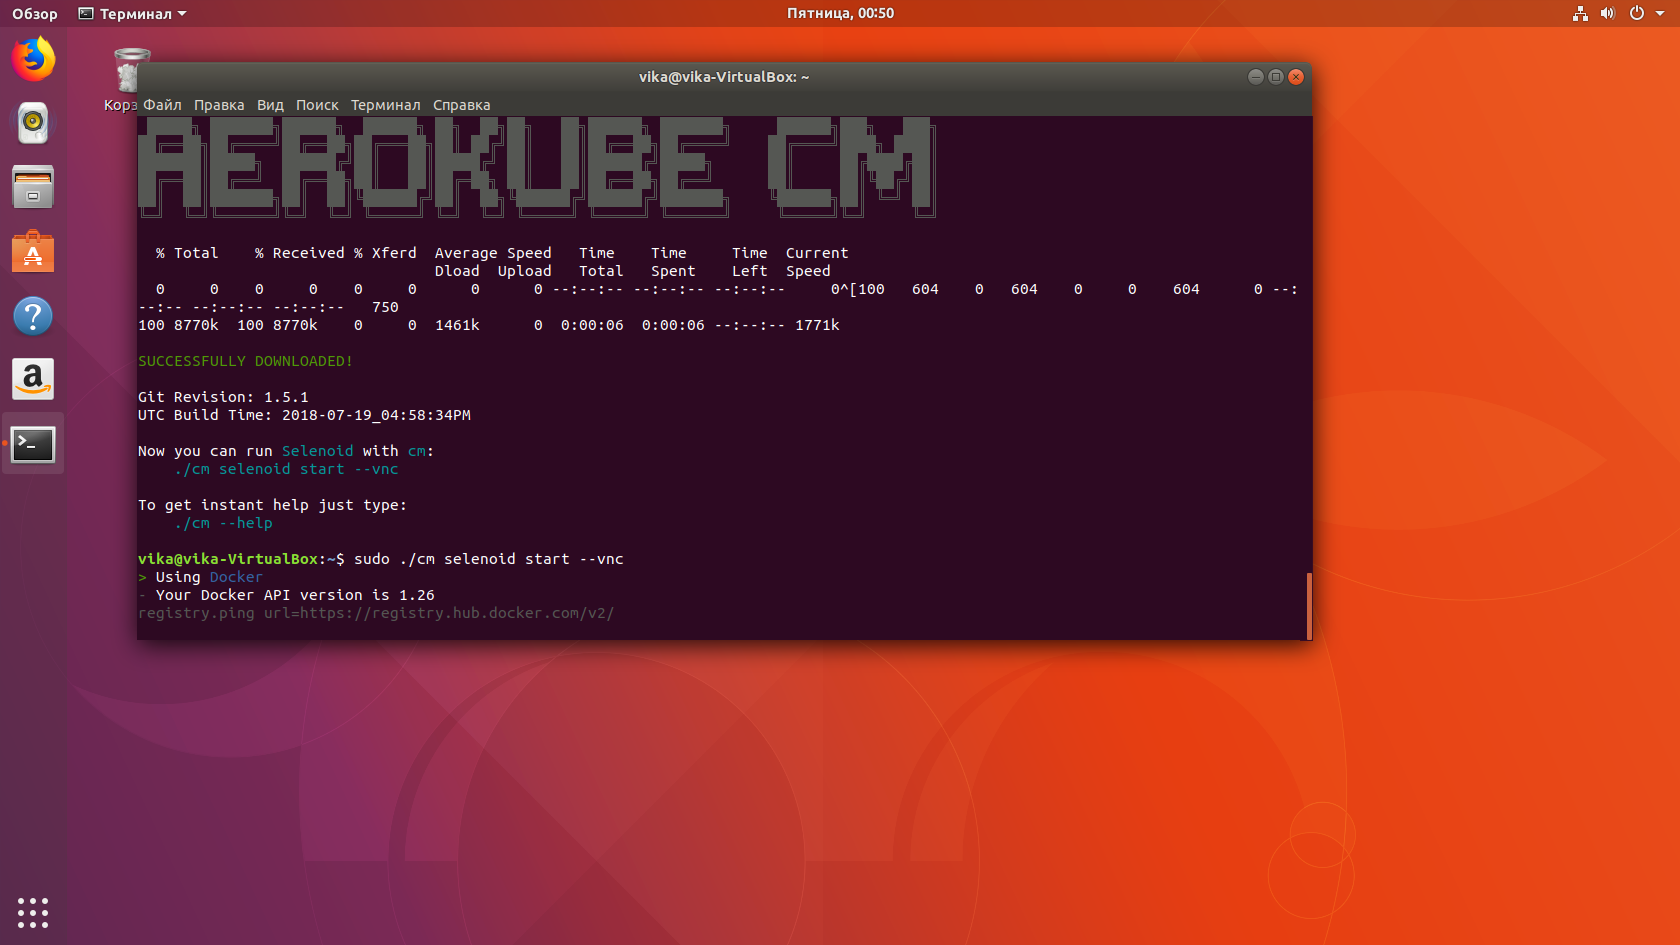 Обзор Терминал Пятница, 00:50
Корз
vika@vika-VirtualBox: ~
Файл Правка Вид Поиск Терминал Справка
AEROKUBE CM
% Total % Received % Xferd Average Speed Time Time Time Current
Dload Upload Total Spent Left Speed
0 0 0 0 0 0 0 0 --:--:-- --:--:-- --:--:-- 0^[100 604 0 604 0 0 604 0 --:
--:-- --:--:-- --:--:-- 750
100 8770k 100 8770k 0 0 1461k 0 0:00:06 0:00:06 --:--:-- 1771k
SUCCESSFULLY DOWNLOADED!
Git Revision: 1.5.1
UTC Build Time: 2018-07-19_04:58:34PM
Now you can run Selenoid with cm:
./cm selenoid start --vnc
To get instant help just type:
./cm --help
vika@vika-VirtualBox:~$ sudo ./cm selenoid start --vnc
> Using Docker
- Your Docker API version is 1.26
registry.ping url=https://registry.hub.docker.com/v2/